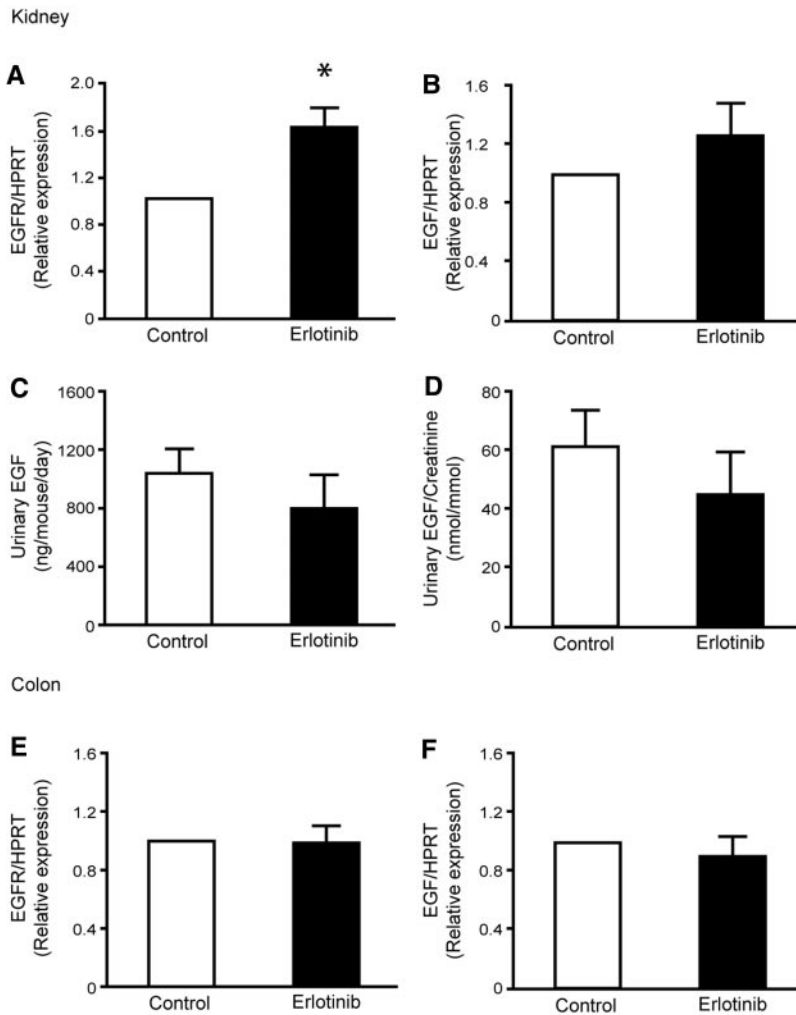 Kidney
A
EGFR/HPRT
(Relative expression)
2.0
1.6
1.2
0.8
0.4
0
*
Control
Erlotinib
B
EGF/HPRT
(Relative expression)
1.6
1.2
0.8
0.4
0
Control
Erlotinib
C
Urinary EGF
(ng/mouse/day)
1600
1200
800
400
0
Control
Erlotinib
D
Urinary EGF/Creatinine
(nmol/mmol)
80
60
40
20
0
Control
Erlotinib
Colon
E
EGFR/HPRT
(Relative expression)
1.6
1.2
0.8
0.4
0
Control
Erlotinib
F
EGF/HPRT
(Relative expression)
1.6
1.2
0.8
0.4
0
Control
Erlotinib